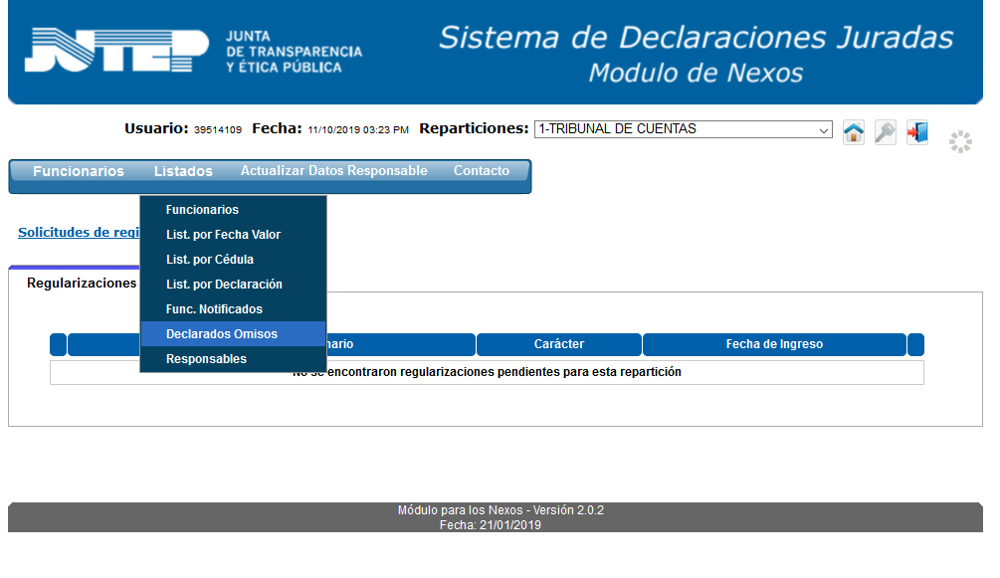 JUNTA
DE TRANSPARENCIA
Y ÉTICA PÚBLICA
JUTEP
Sistema de Declaraciones Juradas
Modulo de Nexos
Usuario: 39514109 Fecha: 11/10/2019 03:23 PM Reparticiones: 1-TRIBUNAL DE CUENTAS
Funcionarios Listados Actualizar Datos Responsable Contacto
Funcionarios
List. por Fecha Valor
List. por Cédula
List. por Declaración
Func. Notificados
Declarados Omisos
Responsables
Solicitudes de regi
Regularizaciones
nario Carácter Fecha de Ingreso
No se encontraron regularizaciones pendientes para esta repartición
Módulo para los Nexos - Versión 2.0.2
Fecha: 21/01/2019